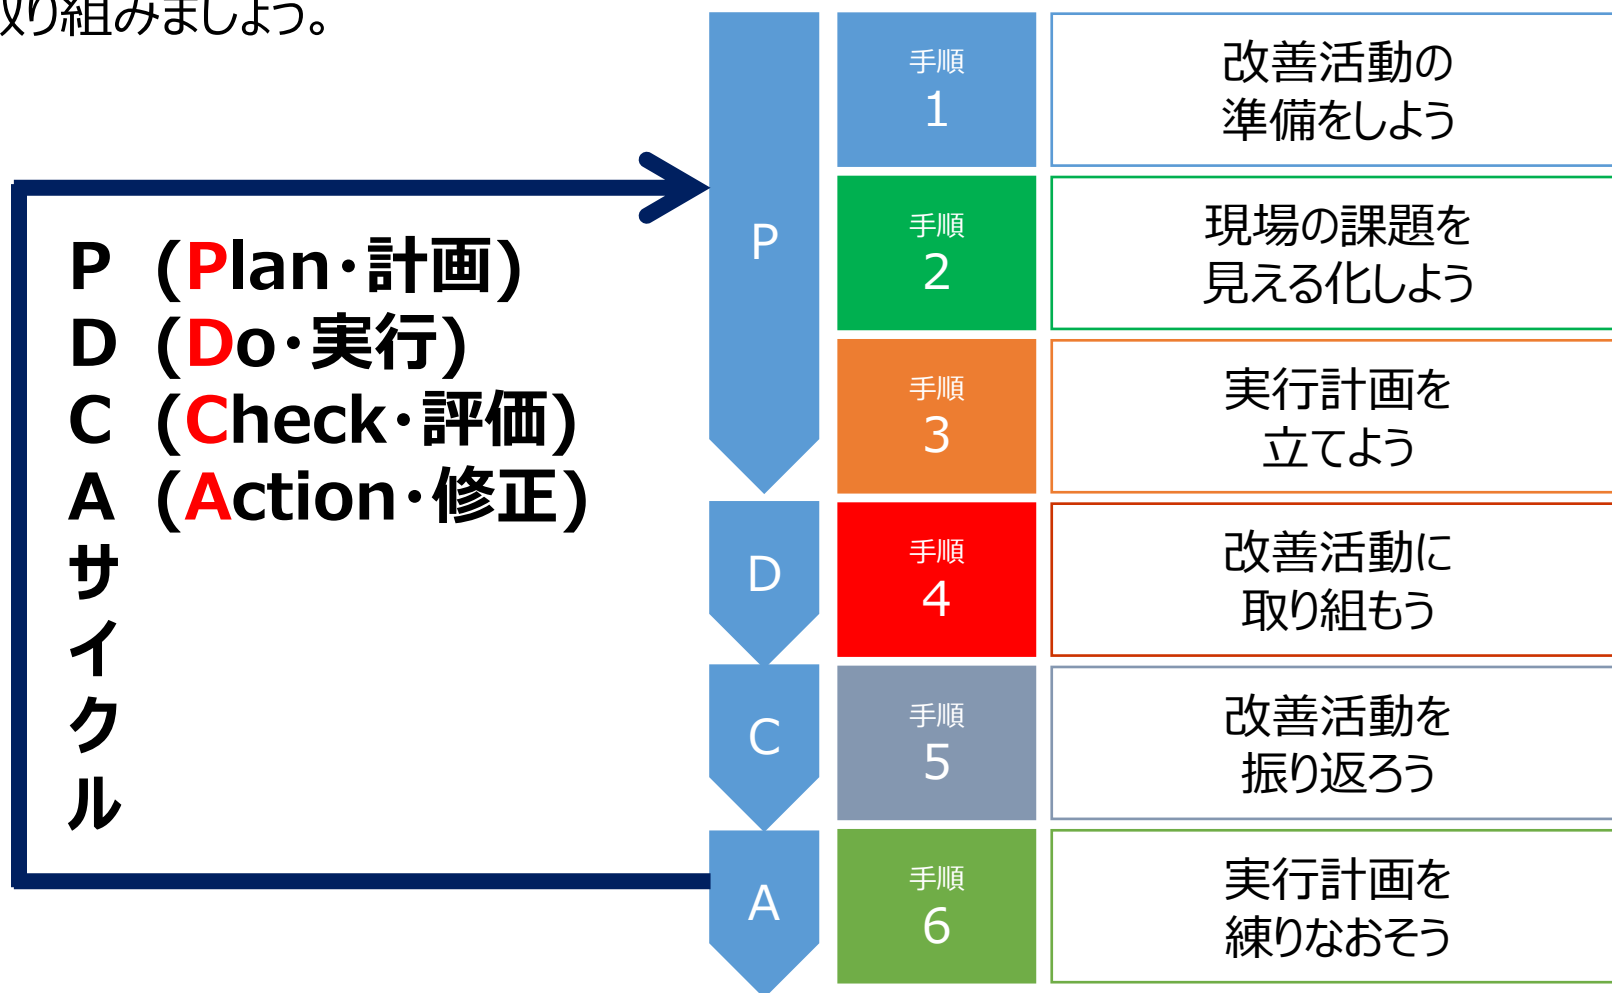 取り組みましょう。
P (Plan・計画)
D (Do・実行)
C (Check・評価)
A (Action・修正)
サ
イ
ク
ル
P
D
C
A
手順
1
改善活動の
準備をしよう
手順
2
現場の課題を
見える化しよう
手順
3
実行計画を
立てよう
手順
4
改善活動に
取り組もう
手順
5
改善活動を
振り返ろう
手順
6
実行計画を
練りなおそう